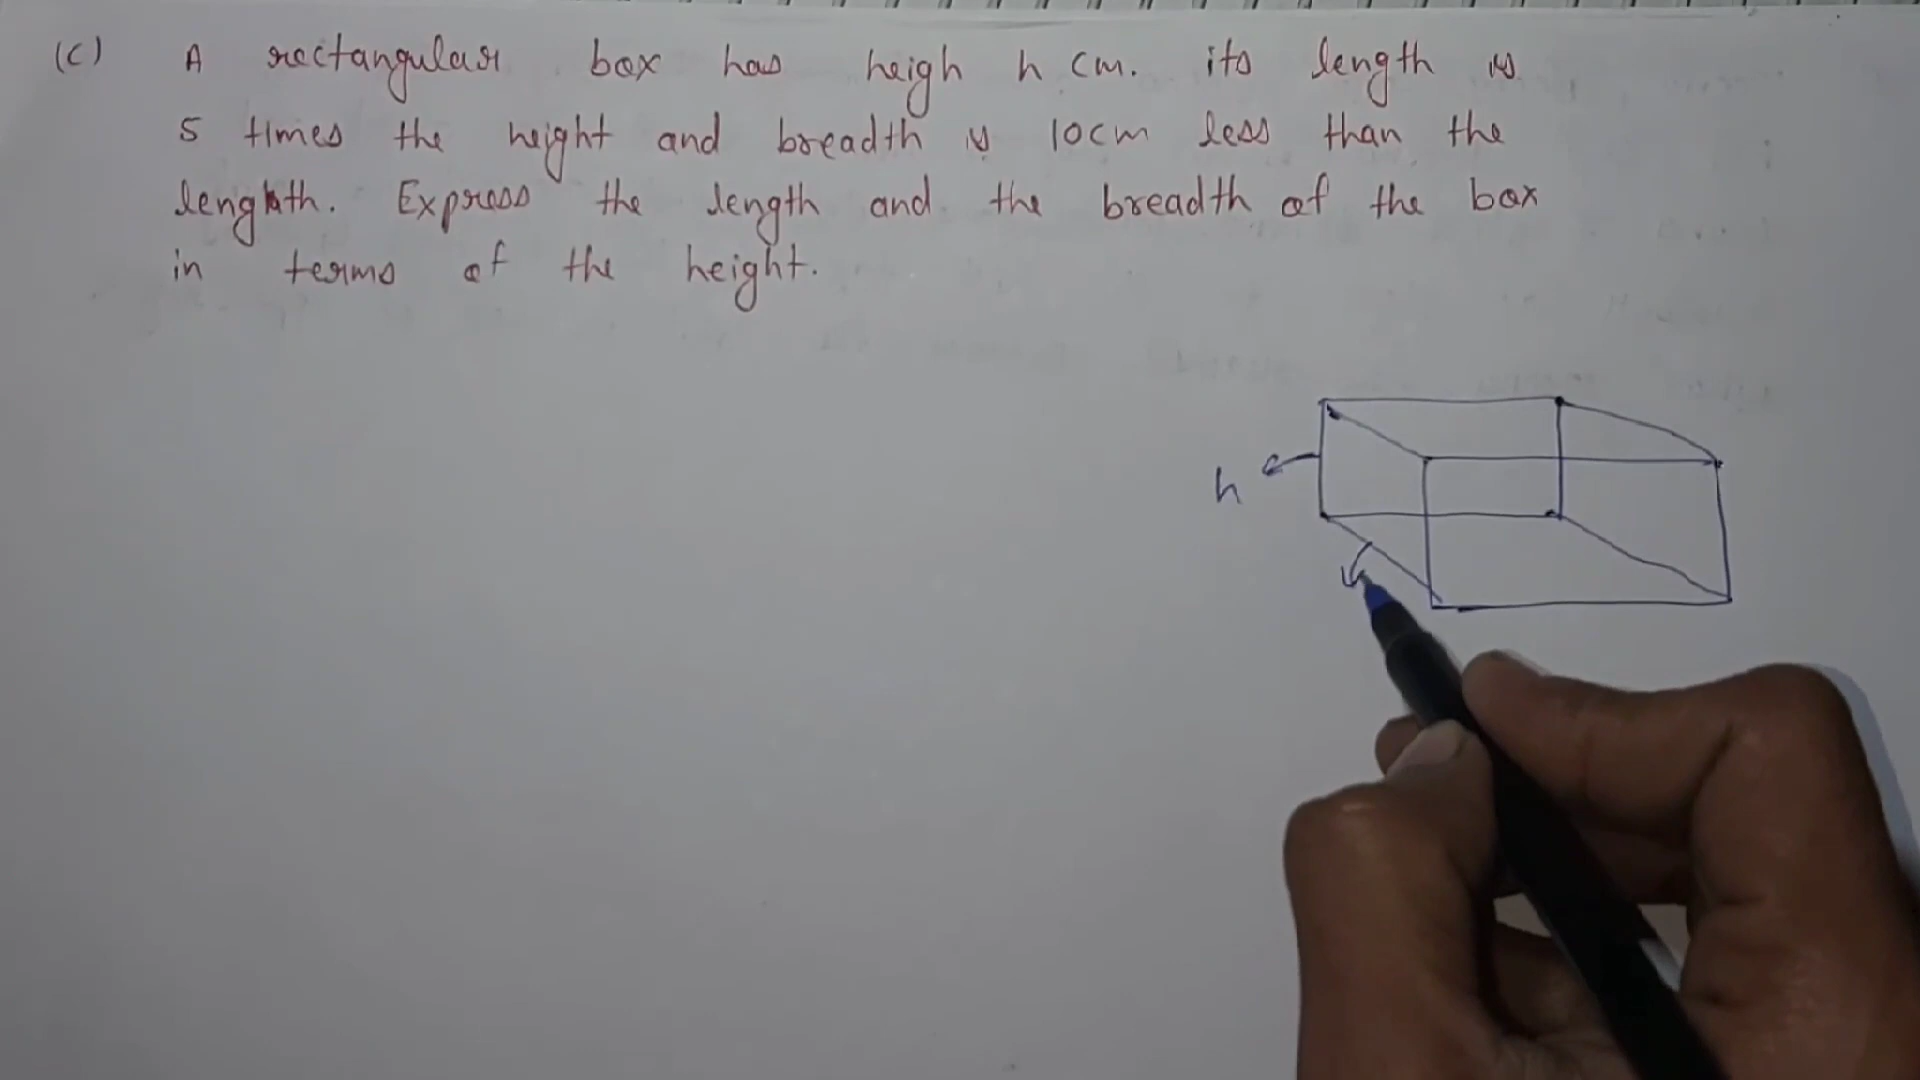 (C) A rectangular box has heigh h cm. its length is
5 times the height and breadth is 10cm less than the
length. Express the length and the breadth of the box
in terms of the height.
h